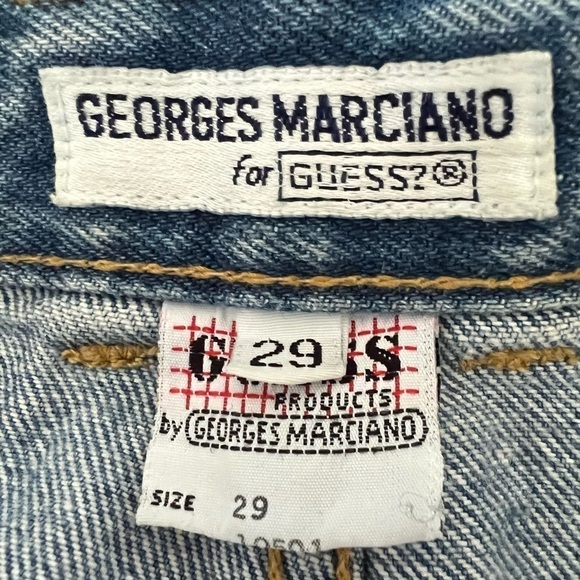 GEORGES MARCIANO
for GUESS?®
29
PRODUCTS
by GEORGES MARCIANO
SIZE 29